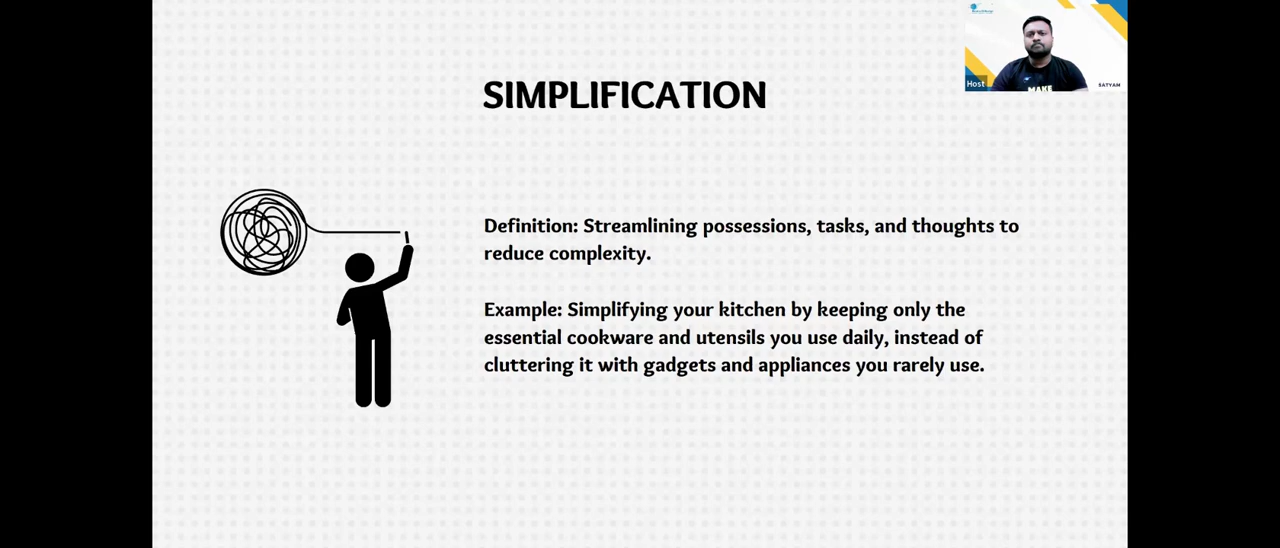 Host
MAKE
SATYAM
SIMPLIFICATION
Definition: Streamlining possessions, tasks, and thoughts to
reduce complexity.
Example: Simplifying your kitchen by keeping only the
essential cookware and utensils you use daily, instead of
cluttering it with gadgets and appliances you rarely use.